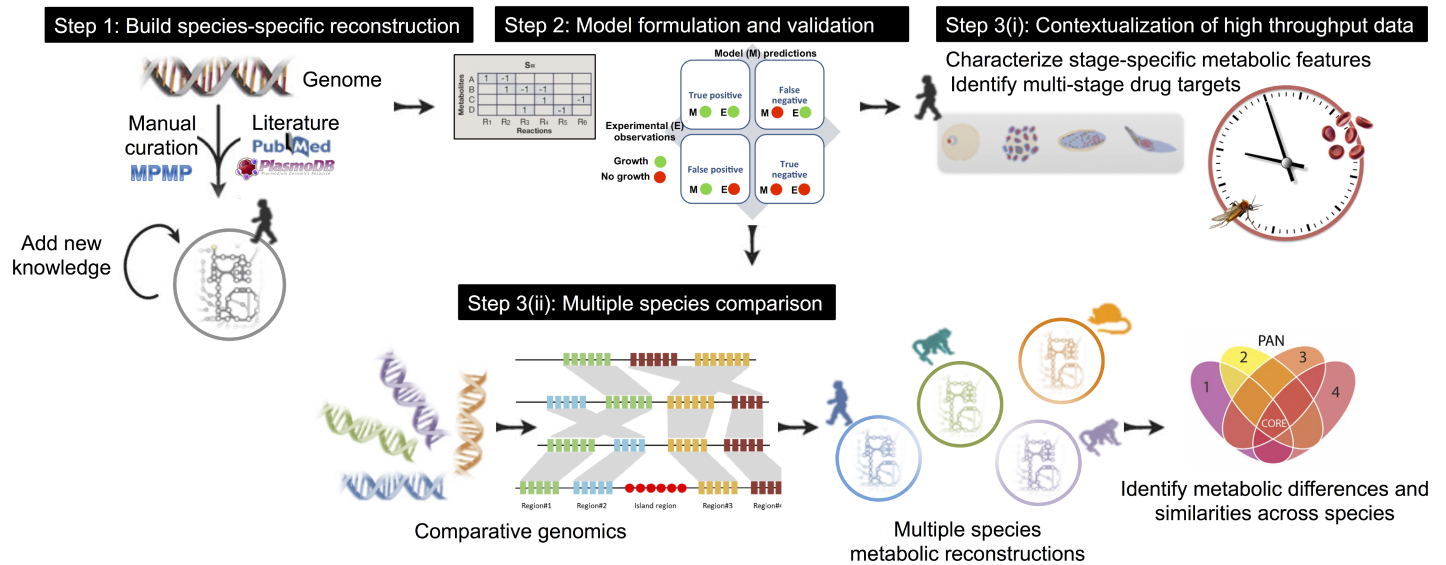 Step 1: Build species-specific reconstruction
Genome
Manual
curation
MPMP
Literature
PubMed
PlasmoDB
Add new
knowledge
Step 2: Model formulation and validation
S=
Metabolites
A 1 -1
B 1 -1 -1
C 1 -1
D 1 -1
R1 R2 R3 R4 R5 R6
Reactions
Model (M) predictions
Experimental (E)
observations
Growth
No growth
True positive
M E
False
negative
M E
False positive
M E
True
negative
M E
Step 3(i): Contextualization of high throughput data
Characterize stage-specific metabolic features
Identify multi-stage drug targets
Step 3(ii): Multiple species comparison
Region#1 Region#2 Island region Region#3 Region#4
Comparative genomics
Multiple species
metabolic reconstructions
PAN
1 2 3 4
CORE
Identify metabolic differences and
similarities across species